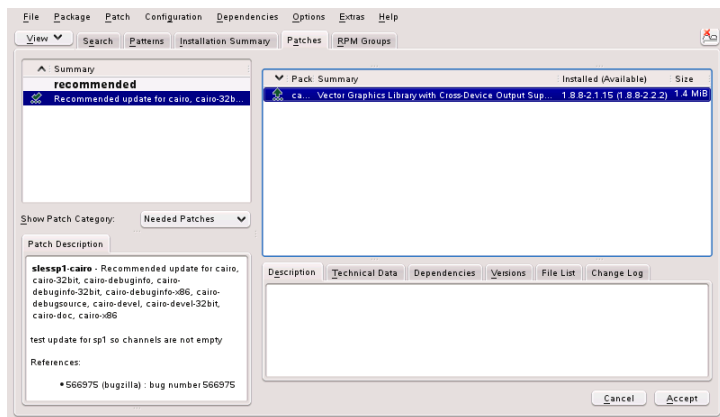 File Package Patch Configuration Dependencies Options Extras Help
View Search Patterns Installation Summary Patches RPM Groups
Summary
recommended
Recommended update for cairo, cairo-32b...
Pack Summary Installed (Available) Size
ca... Vector Graphics Library with Cross-Device Output Sup... 1.8.8-2.1.15 (1.8.8-2.2.2) 1.4 MiB
Show Patch Category: Needed Patches
Patch Description
slessp1-cairo - Recommended update for cairo,
cairo-32bit, cairo-debuginfo, cairo-
debuginfo-32bit, cairo-debuginfo-x86, cairo-
debugsource, cairo-devel, cairo-devel-32bit,
cairo-doc, cairo-x86
test update for sp1 so channels are not empty
References:
• 566975 (bugzilla) : bug number 566975
Description Technical Data Dependencies Versions File List Change Log
Cancel Accept